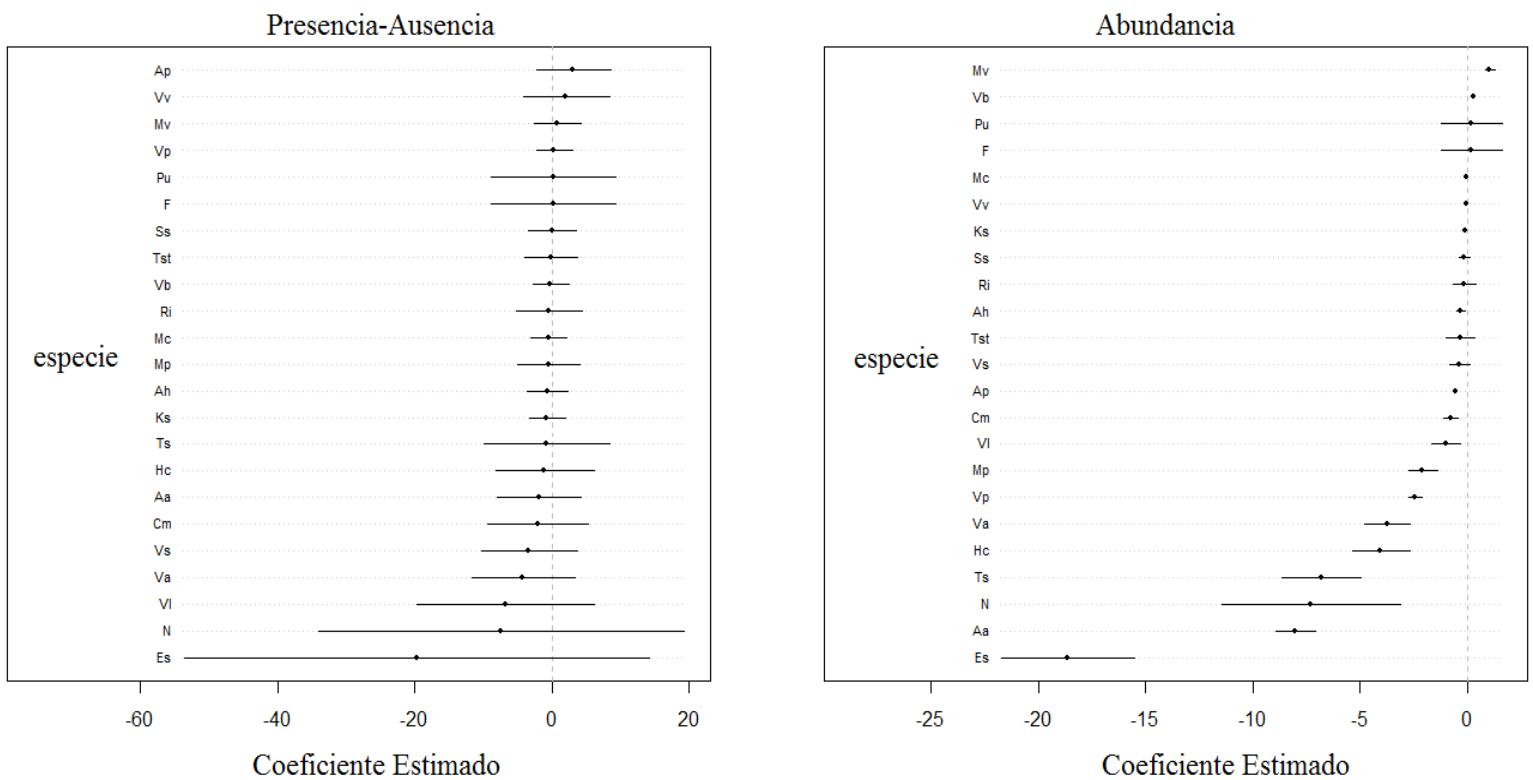 Presencia-Ausencia
Ap
Vv
Mv
Vp
Pu
F
Ss
Tst
Vb
Ri
Mc
especie
Mp
Ah
Ks
Ts
Hc
Aa
Cm
Vs
Va
Vl
N
Es
-60 -40 -20 0 20
Coeficiente Estimado
Abundancia
Mv
Vb
Pu
F
Mc
Vv
Ks
Ss
Ri
Ah
Tst
especie
Vs
Ap
Cm
Vl
Mp
Vp
Va
Hc
Ts
N
Aa
Es
-25 -20 -15 -10 -5 0
Coeficiente Estimado